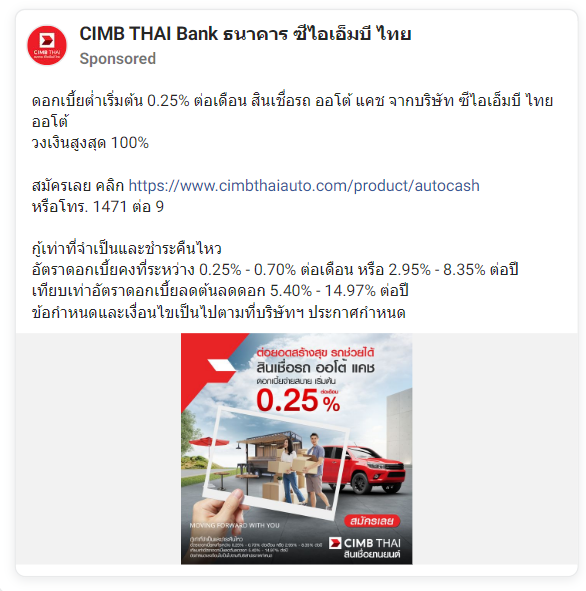 CIMB THAI Bank ธนาคาร ซีไอเอ็มบี ไทย
Sponsored
ดอกเบี้ยต่ำเริ่มต้น 0.25% ต่อเดือน สินเชื่อรถ ออโต้ แคช จากบริษัท ซีไอเอ็มบี ไทย
ออโต้
วงเงินสูงสุด 100%
สมัครเลย คลิก https://www.cimbthaiauto.com/product/autocash
หรือโทร. 1471 ต่อ 9
กู้เท่าที่จำเป็นและชำระคืนไหว
อัตราดอกเบี้ยคงที่ระหว่าง 0.25% - 0.70% ต่อเดือน หรือ 2.95% - 8.35% ต่อปี
เทียบเท่าอัตราดอกเบี้ยลดต้นลดดอก 5.40% - 14.97% ต่อปี
ข้อกำหนดและเงื่อนไขเป็นไปตามที่บริษัทฯ ประกาศกำหนด
ต่อยอดสร้างสุข รถช่วยได้
สินเชื่อรถ ออโต้ แคช
ดอกเบี้ยจ่ายสบาย เริ่มต้น
0.25% ต่อเดือน
สมัครเลย
MOVING FORWARD WITH YOU
CIMB THAI
สินเชื่อยานยนต์
CIMB THAI